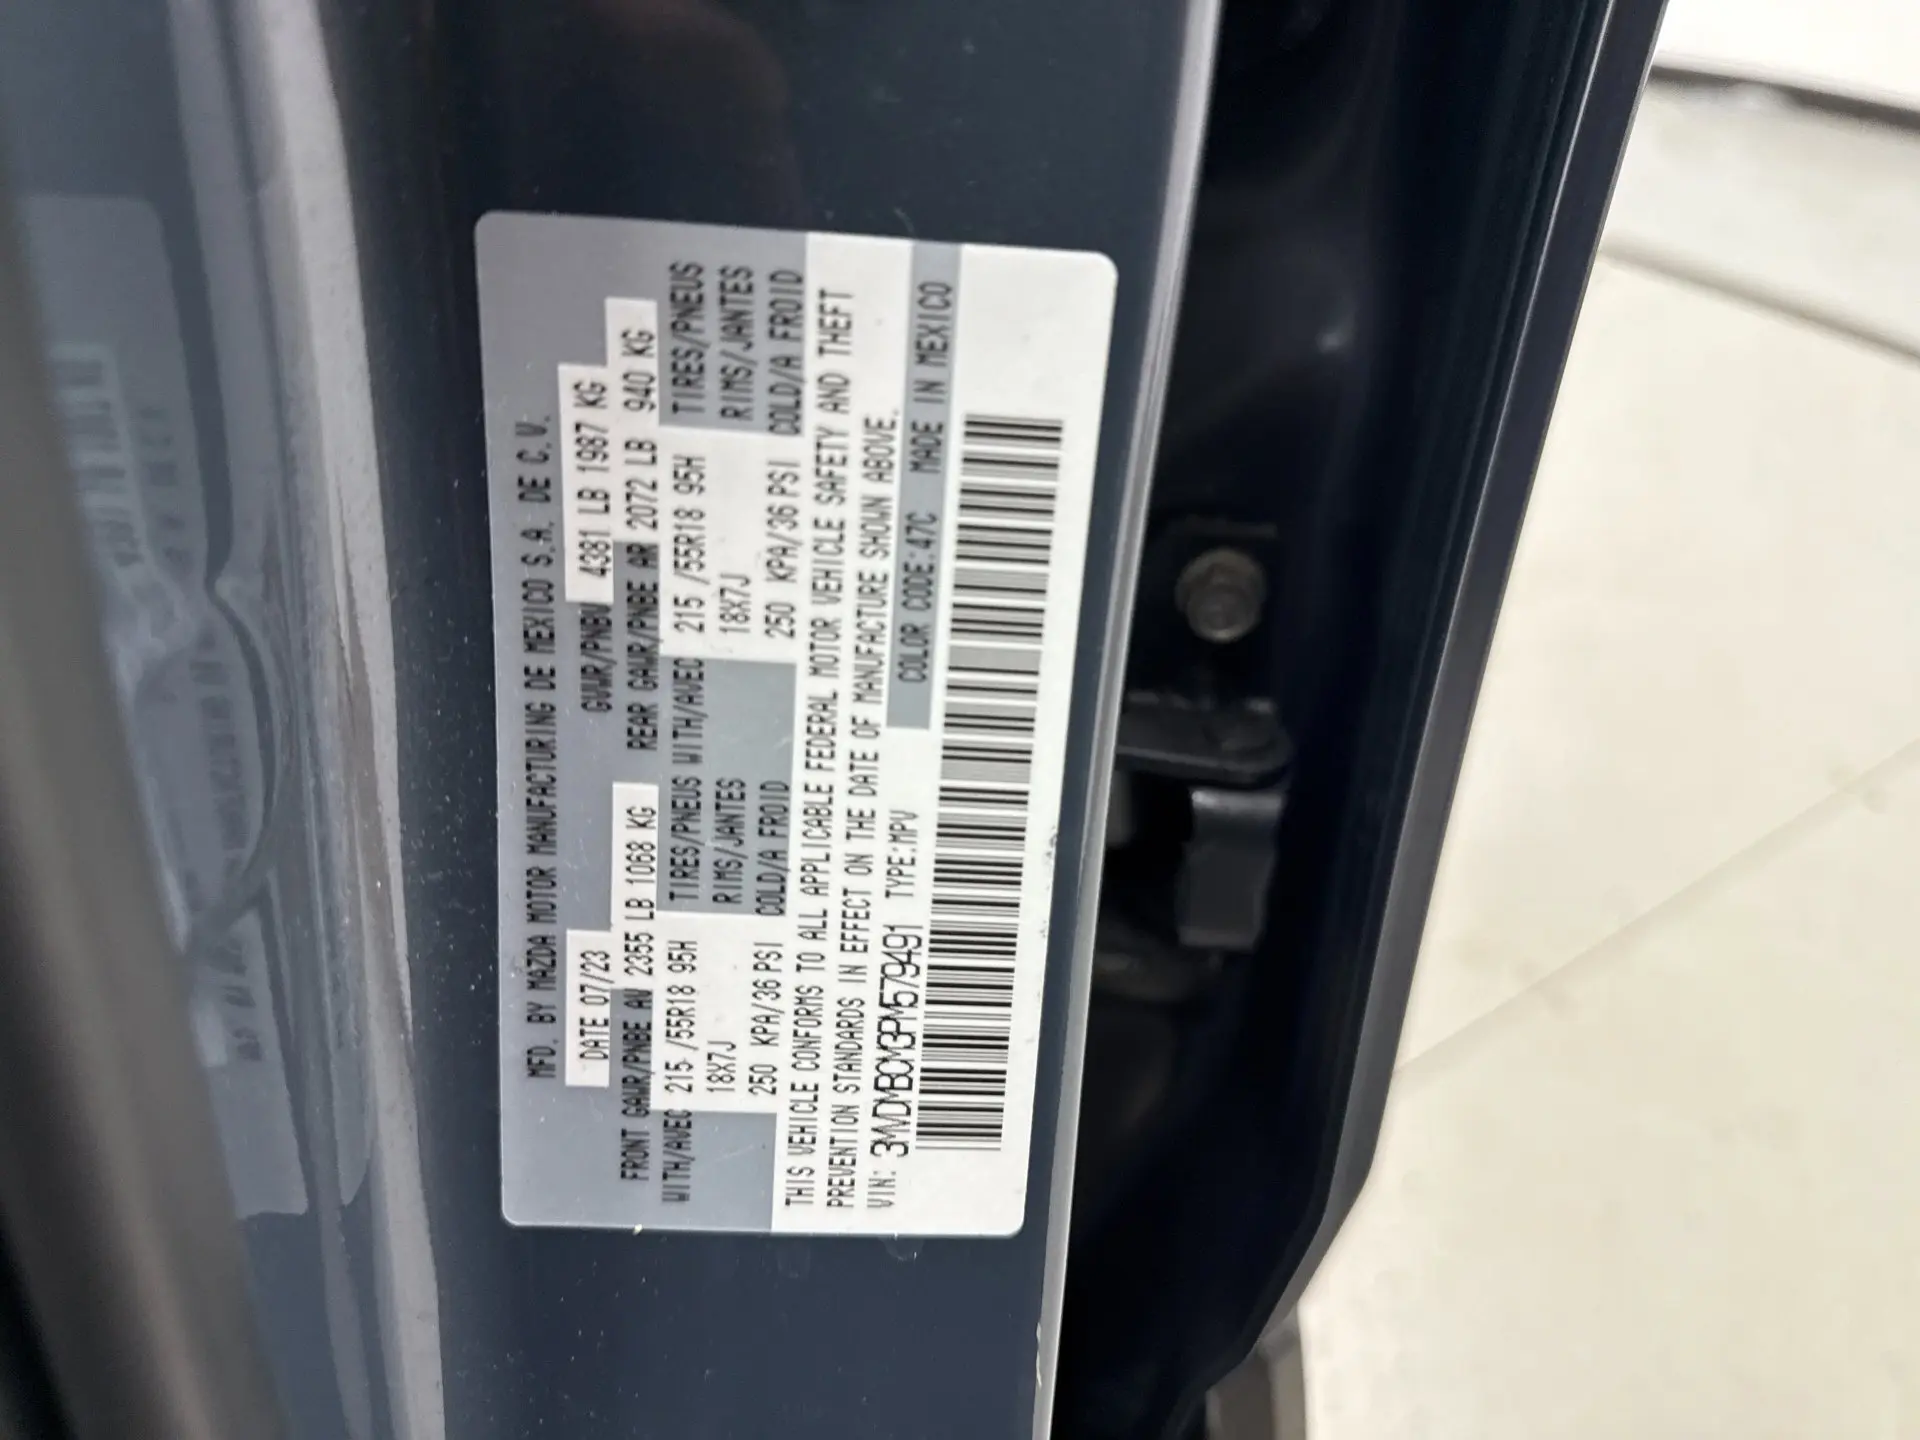 MFD. BY MAZDA MOTOR MANUFACTURING DE MEXICO S.A. DE C.V.
DATE 07/23 GVWR/PNBV 4381 LB 1987 KG
FRONT GAWR/PNBE AV 2355 LB 1068 KG REAR GAWR/PNBE AR 2072 LB 940 KG
WITH/AVEC 215 /55R18 95H TIRES/PNEUS WITH/AVEC 215 /55R18 95H TIRES/PNEUS
18X7J RIMS/JANTES 18X7J RIMS/JANTES
250 KPA/36 PSI COLD/A FROID 250 KPA/36 PSI COLD/A FROID
THIS VEHICLE CONFORMS TO ALL APPLICABLE FEDERAL MOTOR VEHICLE SAFETY AND THEFT
PREVENTION STANDARDS IN EFFECT ON THE DATE OF MANUFACTURE SHOWN ABOVE.
VIN: 3MVDMBCM3PM579491 TYPE:MPV COLOR CODE:47C MADE IN MEXICO